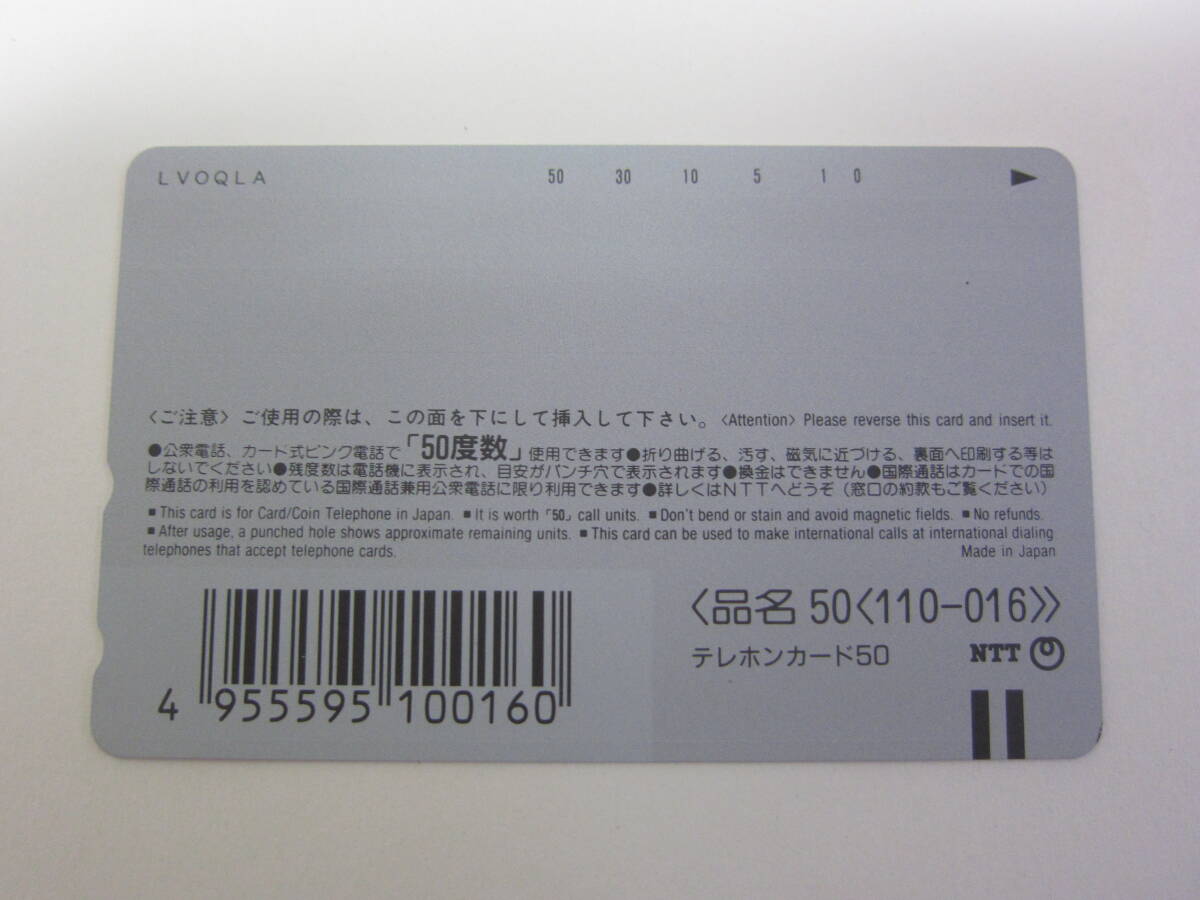 LVOQLA 50 30 10 5 1 0 ▶
〈ご注意〉ご使用の際は、この面を下にして挿入して下さい。〈Attention〉Please reverse this card and insert it.
●公衆電話、カード式ピンク電話で「50度数」使用できます●折り曲げる、汚す、磁気に近づける、裏面へ印刷する等は
しないでください●残度数は電話機に表示され、目安がパンチ穴で表示されます●換金はできません●国際通話はカードでの国
際通話の利用を認めている国際通話兼用公衆電話に限り利用できます●詳しくはNTTへどうぞ(窓口の約款もご覧ください)
■ This card is for Card/Coin Telephone in Japan. ■ It is worth「50」call units. ■ Don't bend or stain and avoid magnetic fields. ■ No refunds.
■ After usage, a punched hole shows approximate remaining units. ■ This card can be used to make international calls at international dialing
telephones that accept telephone cards. Made in Japan
〈品名 50〈110-016〉〉
テレホンカード50 NTT
4 955595 100160